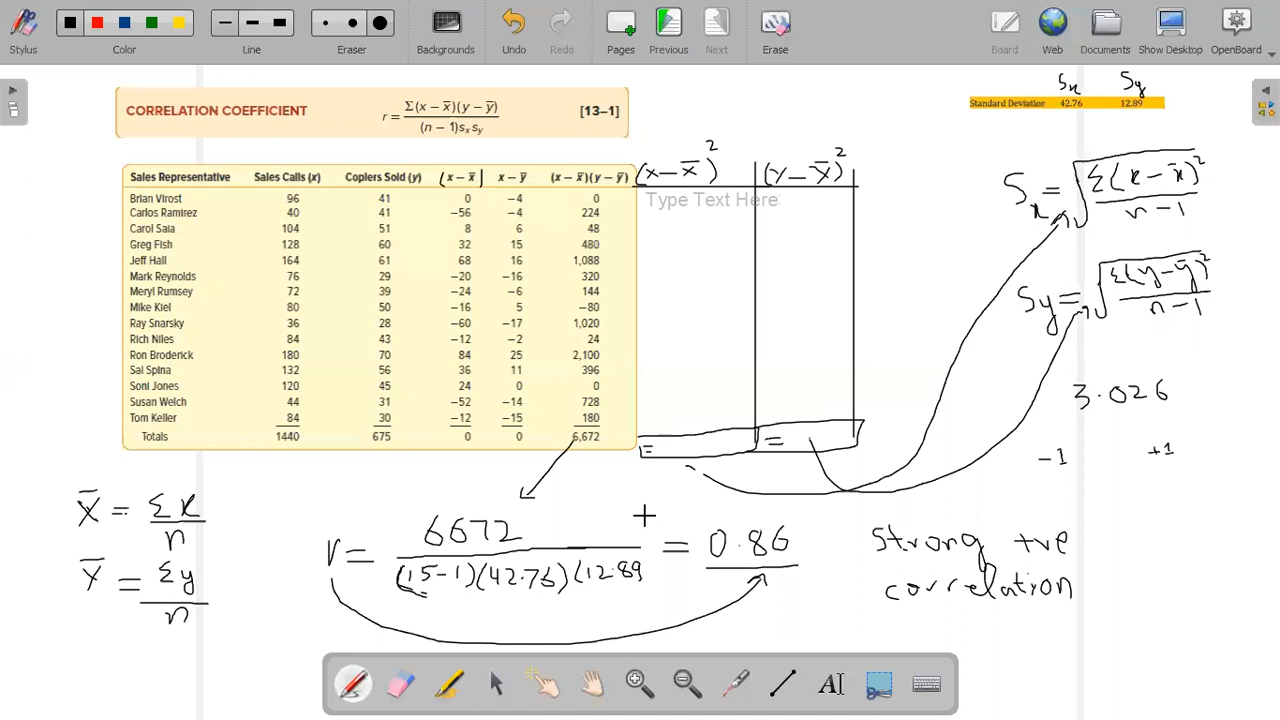 Stylus Color Line Eraser Backgrounds Undo Redo Pages Previous Next Erase Board Web Documents Show Desktop OpenBoard
CORRELATION COEFFICIENT r = Σ(x − x̅)(y − y̅) / (n − 1)sₓsᵧ [13–1]
Sx Sy
Standard Deviation 42.76 12.89
Sales Representative Sales Calls (x) Copiers Sold (y) (x − x̅) x − y̅ (x − x̅)(y − y̅) (x − x̅)² (y − y̅)²
Type Text Here
Brian Virost 96 41 0 −4 0
Carlos Ramirez 40 41 −56 −4 224
Carol Saia 104 51 8 6 48
Greg Fish 128 60 32 15 480
Jeff Hall 164 61 68 16 1,088
Mark Reynolds 76 29 −20 −16 320
Meryl Rumsey 72 39 −24 −6 144
Mike Kiel 80 50 −16 5 −80
Ray Snarsky 36 28 −60 −17 1,020
Rich Niles 84 43 −12 −2 24
Ron Broderick 180 70 84 25 2,100
Sal Spina 132 56 36 11 396
Soni Jones 120 45 24 0 0
Susan Welch 44 31 −52 −14 728
Tom Keller 84 30 −12 −15 180
Totals 1440 675 0 0 6,672 = =
Sx = √Σ(x − x̅)² / n − 1
Sy = √Σ(y − y̅)² / n − 1
3.026
−1 +1
X̅ = Σx / n
Y̅ = Σy / n
r = 6672 / (15−1)(42.76)(12.89 = 0.86
Strong +ve
correlation